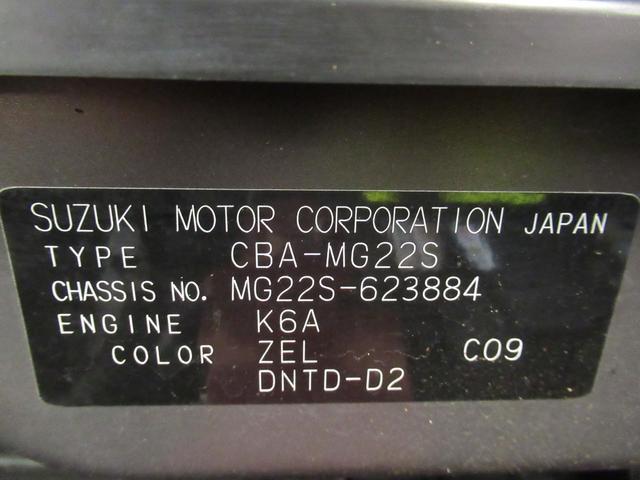 SUZUKI MOTOR CORPORATION JAPAN
TYPE CBA-MG22S
CHASSIS NO. MG22S-623884
ENGINE K6A
COLOR ZEL C09
DNTD-D2